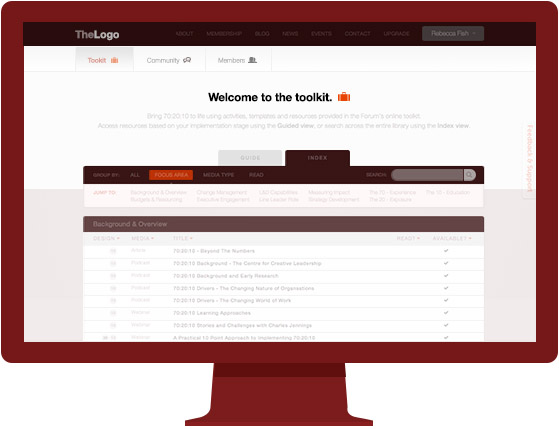 TheLogo ABOUT MEMBERSHIP BLOG NEWS EVENTS CONTACT UPGRADE Rebecca Fish
Toolkit Community Members
Welcome to the toolkit.
Bring 70:20:10 to life using activities, templates and resources provided in the Forum's online toolkit.
Access resources based on your implementation stage using the Guided view, or search across the entire library using the Index view.
Feedback & Support
GUIDE INDEX
GROUP BY: ALL FOCUS AREA MEDIA TYPE READ SEARCH:
JUMP TO: Background & Overview Change Management L&D Capabilities Measuring Impact The 70 - Experience The 10 - Education
Budgets & Resourcing Executive Engagement Line Leader Role Strategy Development The 20 - Exposure
Background & Overview
DESIGN MEDIA TITLE READ? AVAILABLE?
Article 70:20:10 - Beyond The Numbers
Podcast 70:20:10 Background - The Centre for Creative Leadership
Podcast 70:20:10 Background and Early Research
Podcast 70:20:10 Drivers - The Changing Nature of Organisations
Podcast 70:20:10 Drivers - The Changing World of Work
Webinar 70:20:10 Learning Approaches
Webinar 70:20:10 Stories and Challenges with Charles Jennings
Webinar A Practical 10 Point Approach to Implementing 70:20:10